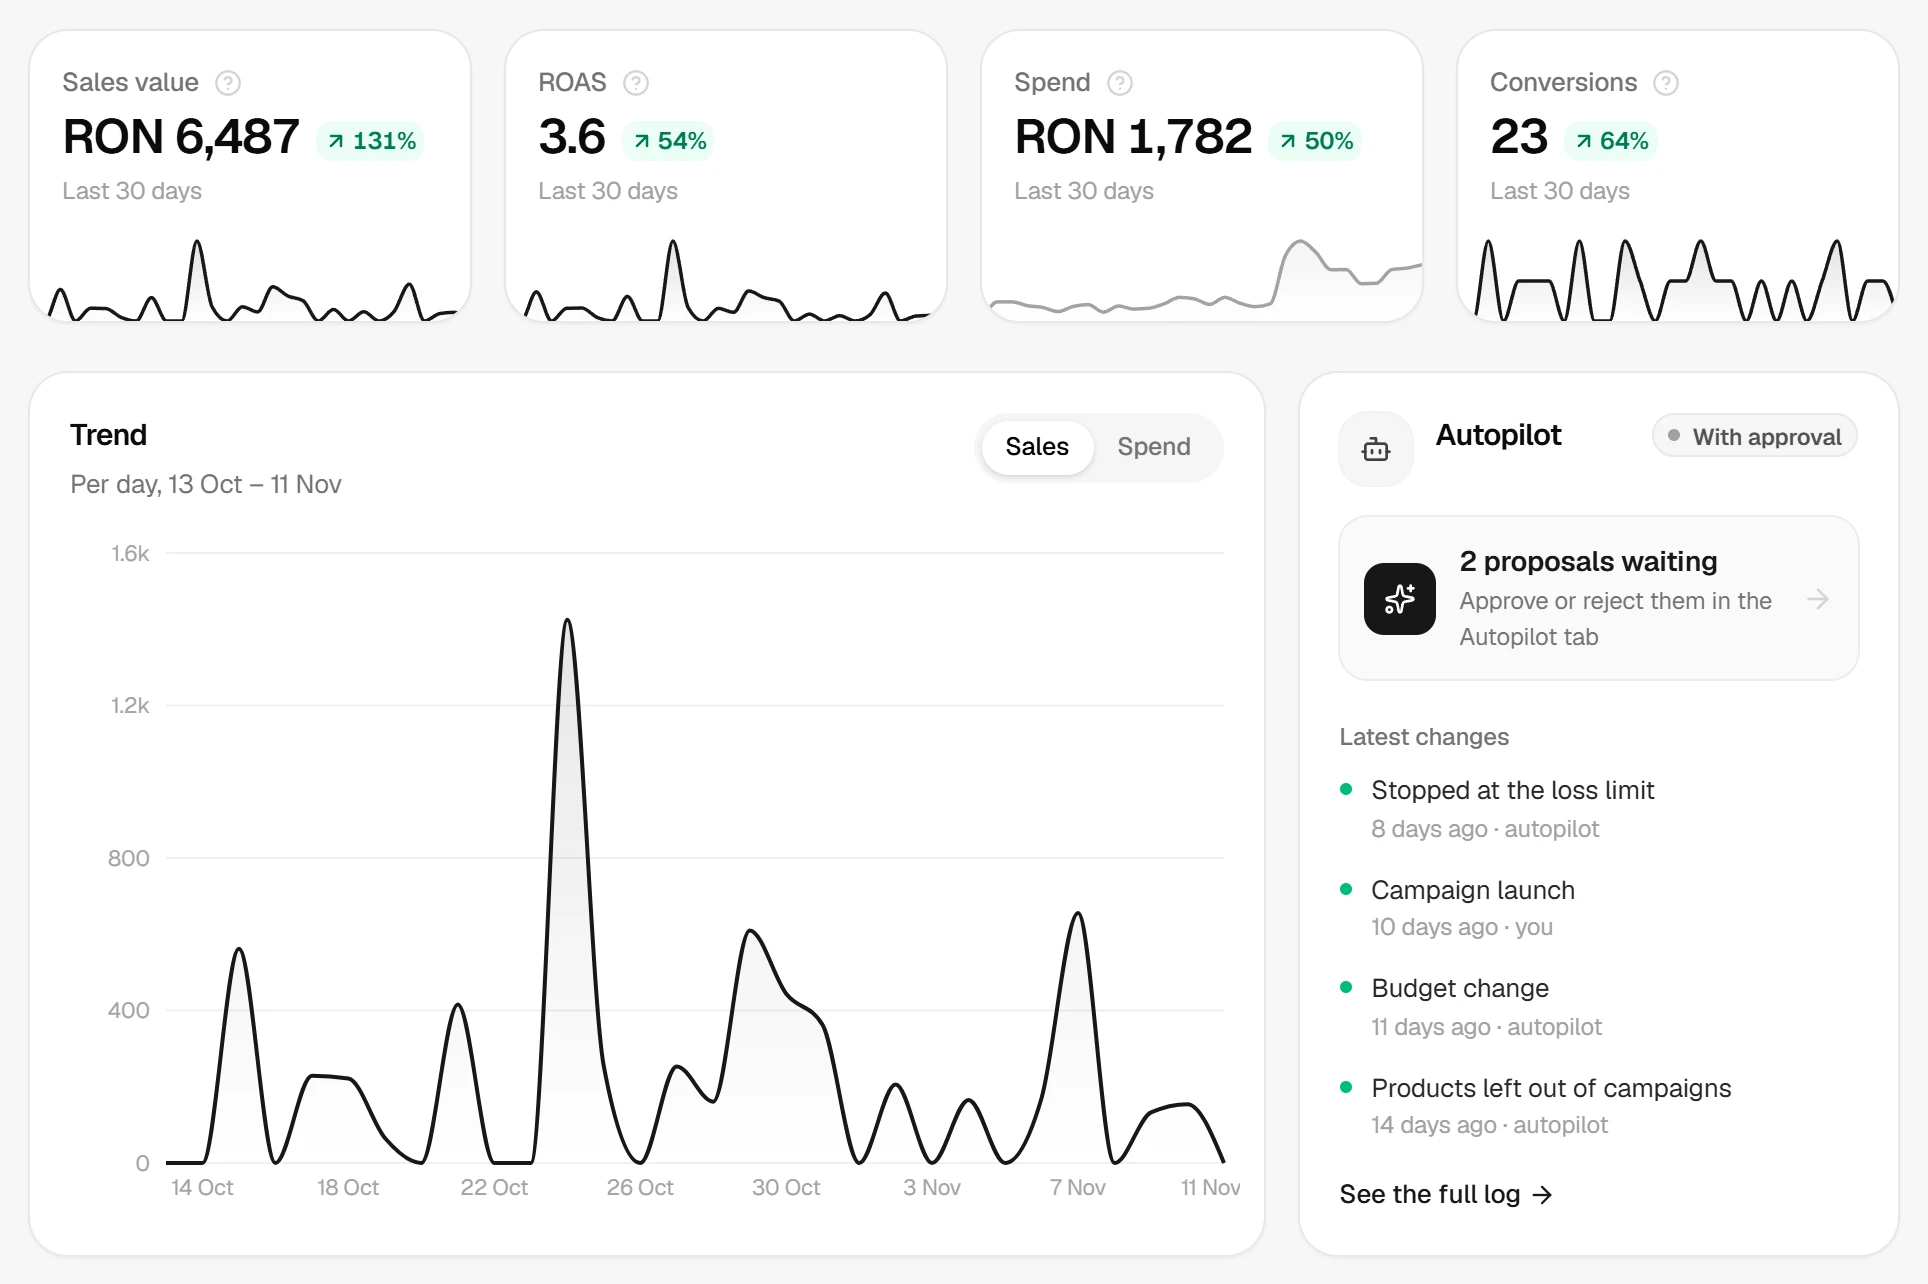 Sales value
RON 6,487 131%
Last 30 days
ROAS
3.6 54%
Last 30 days
Spend
RON 1,782 50%
Last 30 days
Conversions
23 64%
Last 30 days
Trend
Per day, 13 Oct – 11 Nov
Sales Spend
1.6k
1.2k
800
400
0
14 Oct 18 Oct 22 Oct 26 Oct 30 Oct 3 Nov 7 Nov 11 Nov
Autopilot
With approval
2 proposals waiting
Approve or reject them in the
Autopilot tab
Latest changes
Stopped at the loss limit
8 days ago · autopilot
Campaign launch
10 days ago · you
Budget change
11 days ago · autopilot
Products left out of campaigns
14 days ago · autopilot
See the full log →